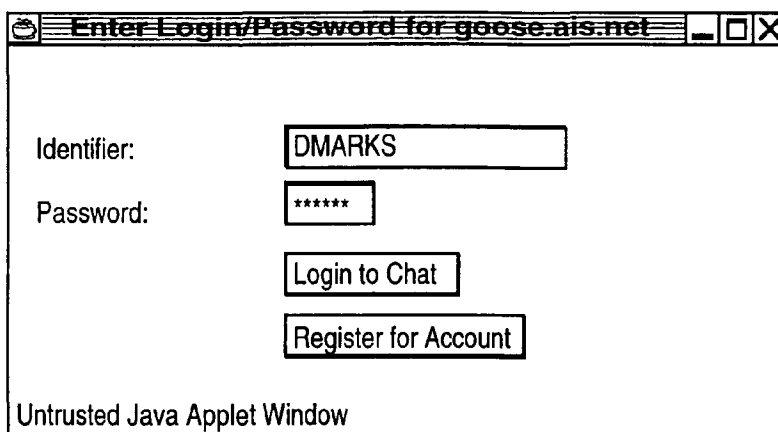 Enter Login/Password for goose.ais.net
Identifier: DMARKS
Password: ******
Login to Chat
Register for Account
Untrusted Java Applet Window